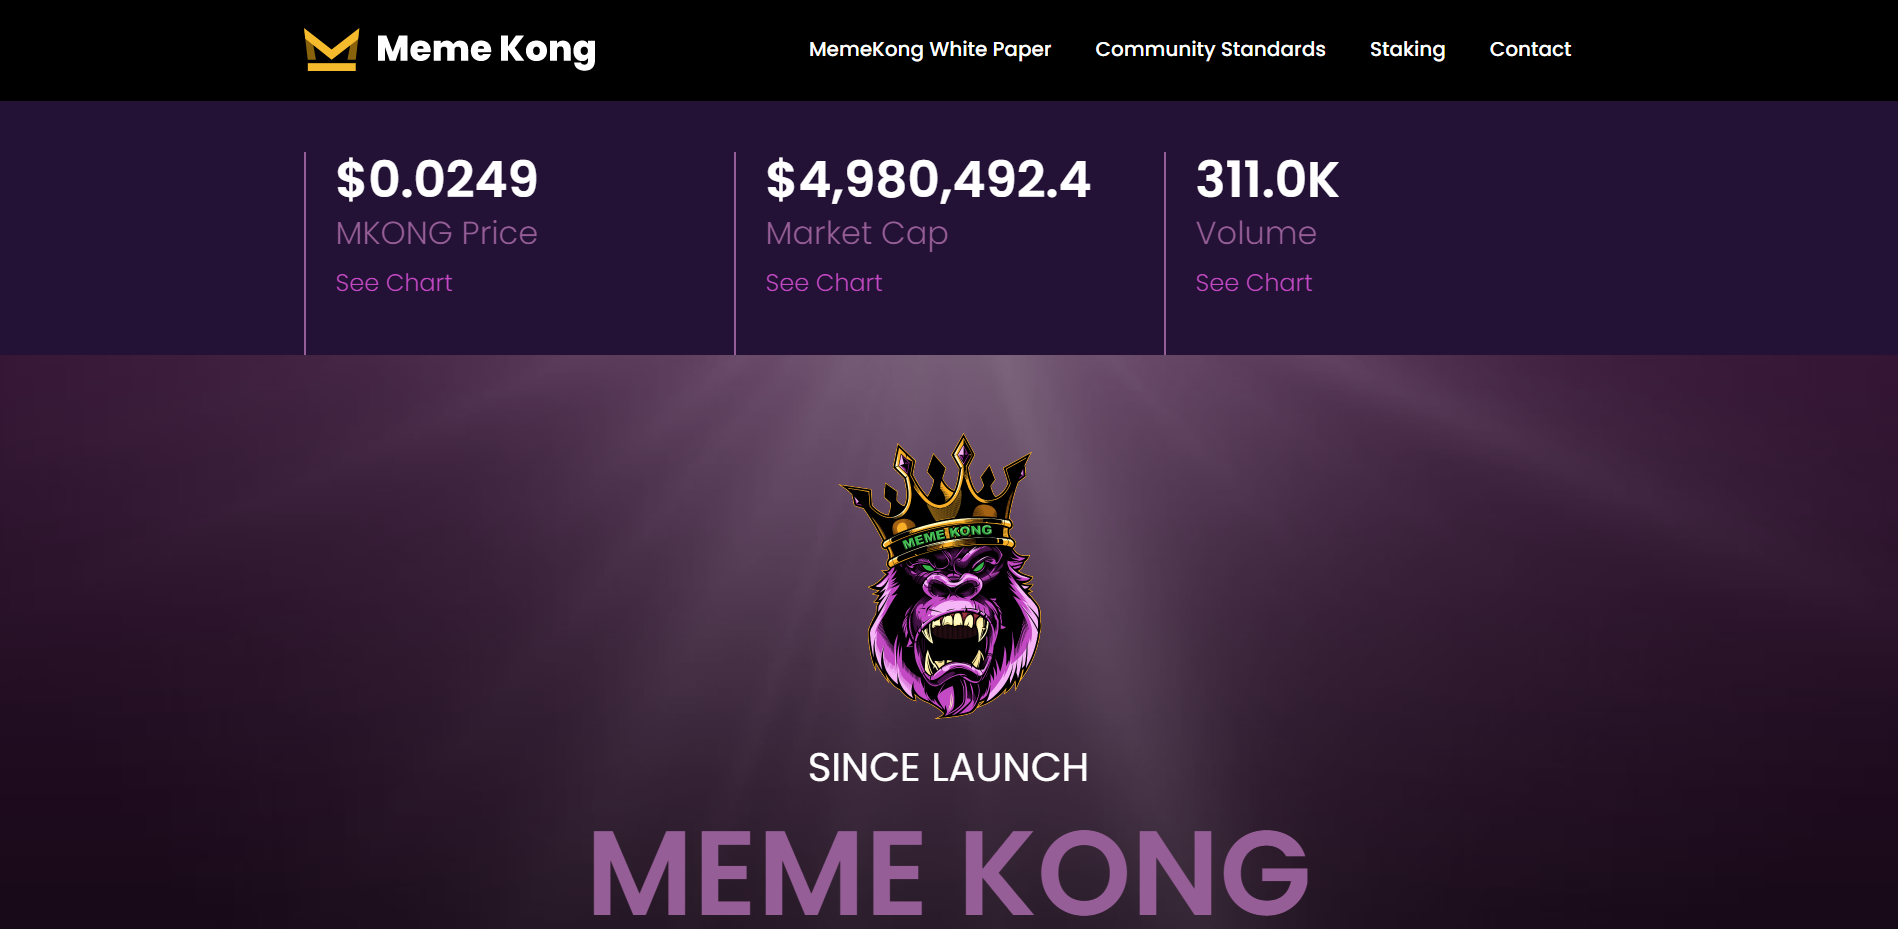 Meme Kong
MemeKong White Paper
Community Standards
Staking
Contact
$0.0249
MKONG Price
See Chart
$4,980,492.4
Market Cap
See Chart
311.0K
Volume
See Chart
MEME KONG
SINCE LAUNCH
MEME KONG